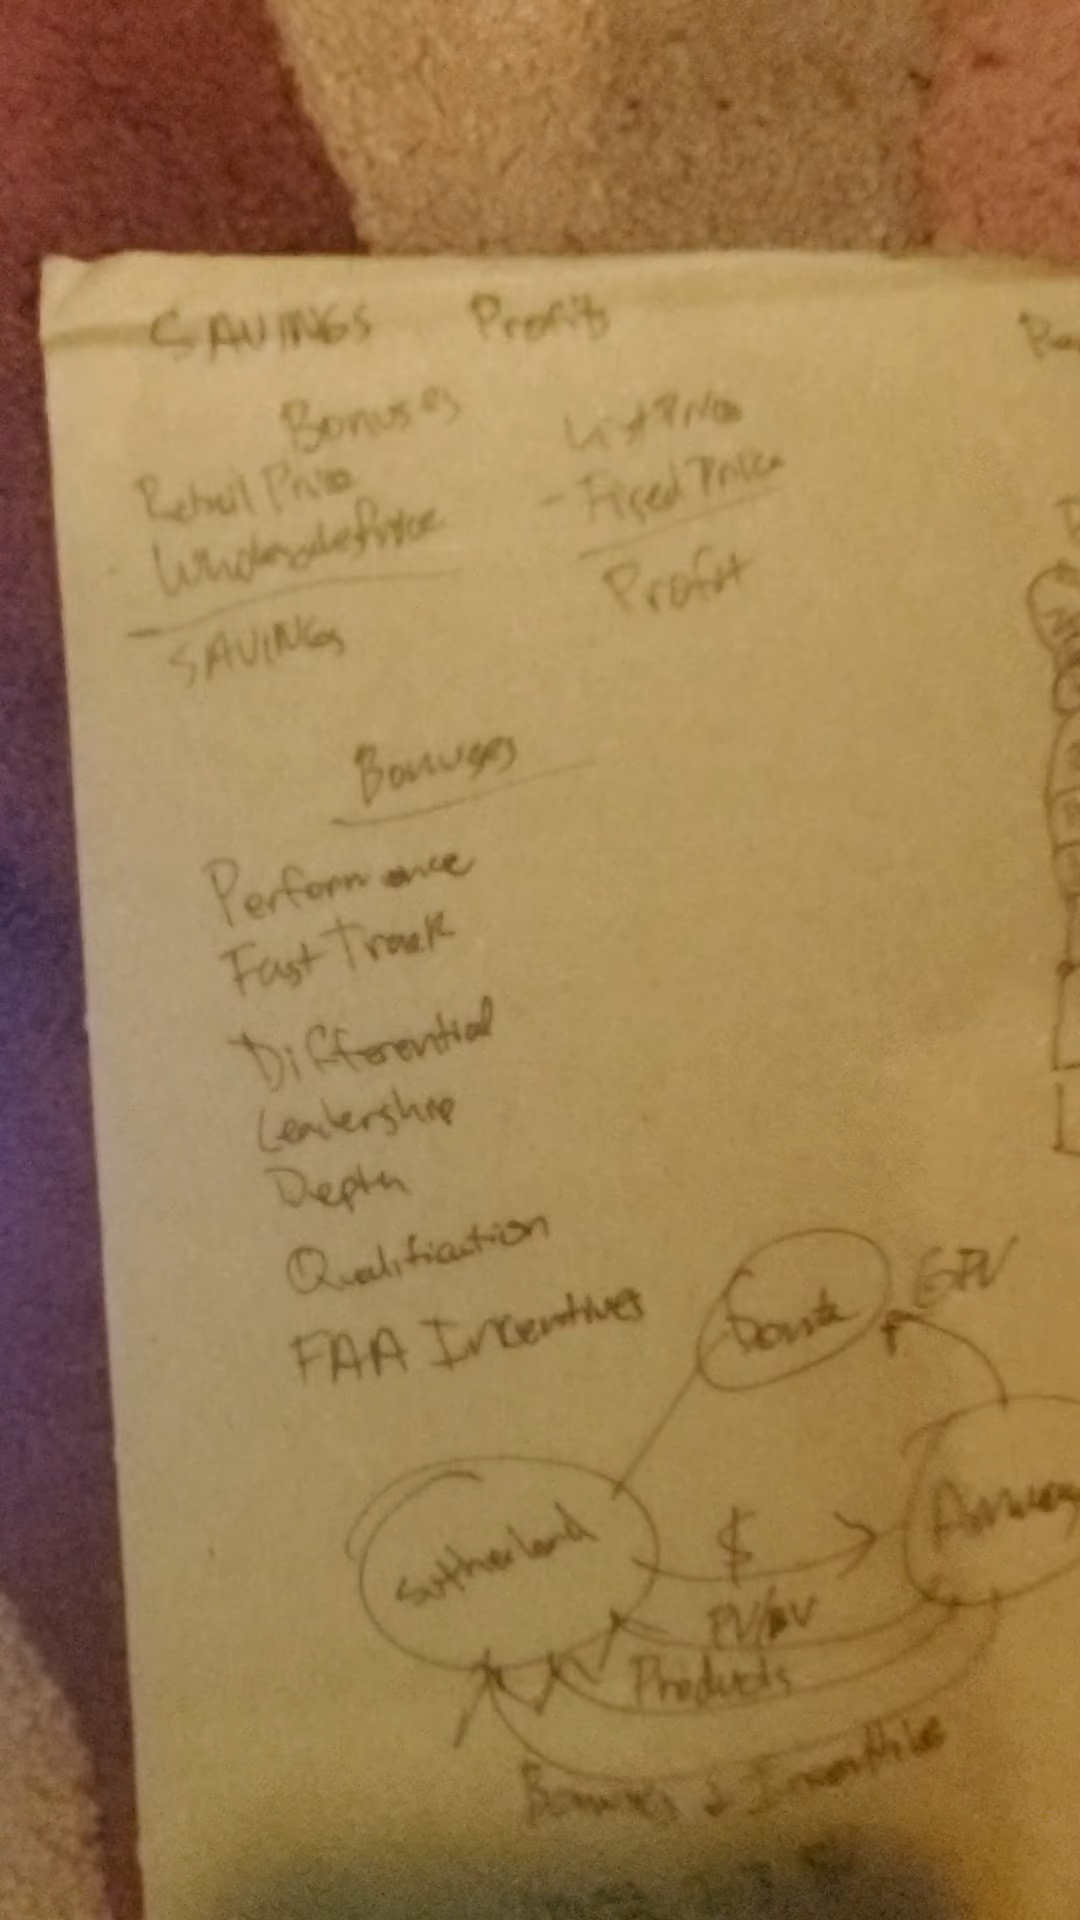 SAVINGS Profits
Bonuses
Retail Price
- Wholesale Price
SAVINGS
List Price
- Fixed Price
Profit
Bonuses
Performance
Fast Track
Differential
Leadership
Depth
Qualification
FAA Incentives
GPV
Sutherland
$
Amway
PV/BV
Products
Bonuses &